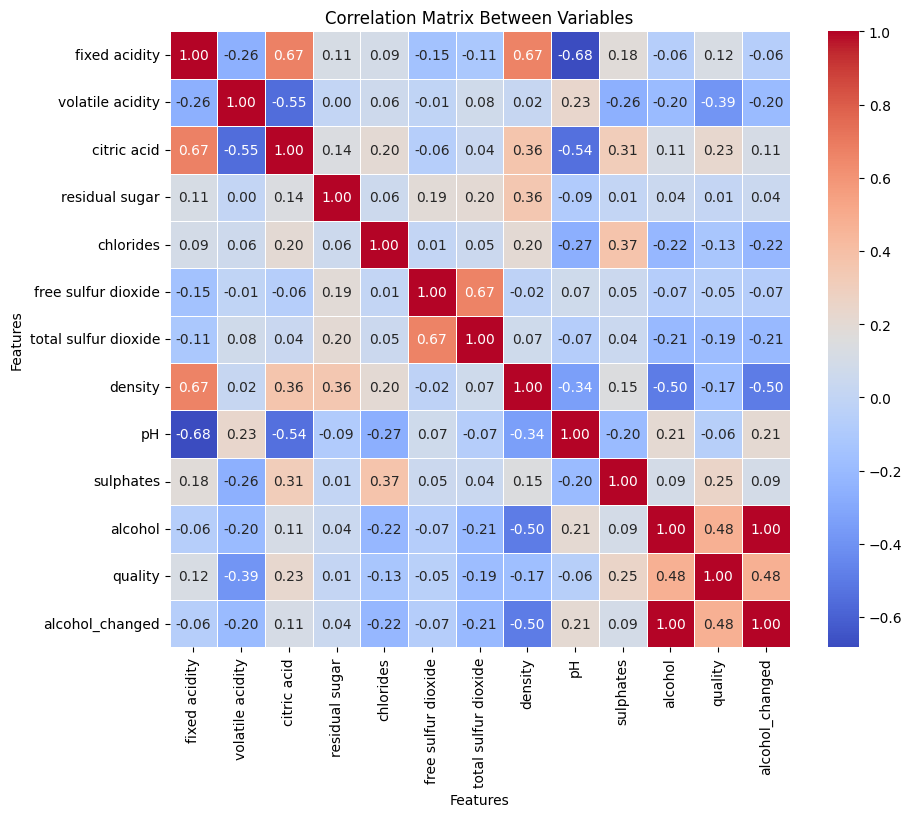 Correlation Matrix Between Variables
1.0
fixed acidity 1.00 -0.26 0.67 0.11 0.09 -0.15 -0.11 0.67 -0.68 0.18 -0.06 0.12 -0.06
volatile acidity -0.26 1.00 -0.55 0.00 0.06 -0.01 0.08 0.02 0.23 -0.26 -0.20 -0.39 -0.20
0.8
citric acid 0.67 -0.55 1.00 0.14 0.20 -0.06 0.04 0.36 -0.54 0.31 0.11 0.23 0.11
0.6
residual sugar 0.11 0.00 0.14 1.00 0.06 0.19 0.20 0.36 -0.09 0.01 0.04 0.01 0.04
chlorides 0.09 0.06 0.20 0.06 1.00 0.01 0.05 0.20 -0.27 0.37 -0.22 -0.13 -0.22
0.4
free sulfur dioxide -0.15 -0.01 -0.06 0.19 0.01 1.00 0.67 -0.02 0.07 0.05 -0.07 -0.05 -0.07
Features
total sulfur dioxide -0.11 0.08 0.04 0.20 0.05 0.67 1.00 0.07 -0.07 0.04 -0.21 -0.19 -0.21
0.2
density 0.67 0.02 0.36 0.36 0.20 -0.02 0.07 1.00 -0.34 0.15 -0.50 -0.17 -0.50
0.0
pH -0.68 0.23 -0.54 -0.09 -0.27 0.07 -0.07 -0.34 1.00 -0.20 0.21 -0.06 0.21
−0.2
sulphates 0.18 -0.26 0.31 0.01 0.37 0.05 0.04 0.15 -0.20 1.00 0.09 0.25 0.09
alcohol -0.06 -0.20 0.11 0.04 -0.22 -0.07 -0.21 -0.50 0.21 0.09 1.00 0.48 1.00
−0.4
quality 0.12 -0.39 0.23 0.01 -0.13 -0.05 -0.19 -0.17 -0.06 0.25 0.48 1.00 0.48
−0.6
alcohol_changed -0.06 -0.20 0.11 0.04 -0.22 -0.07 -0.21 -0.50 0.21 0.09 1.00 0.48 1.00
fixed acidity
volatile acidity
citric acid
residual sugar
chlorides
free sulfur dioxide
total sulfur dioxide
density
pH
sulphates
alcohol
quality
alcohol_changed
Features